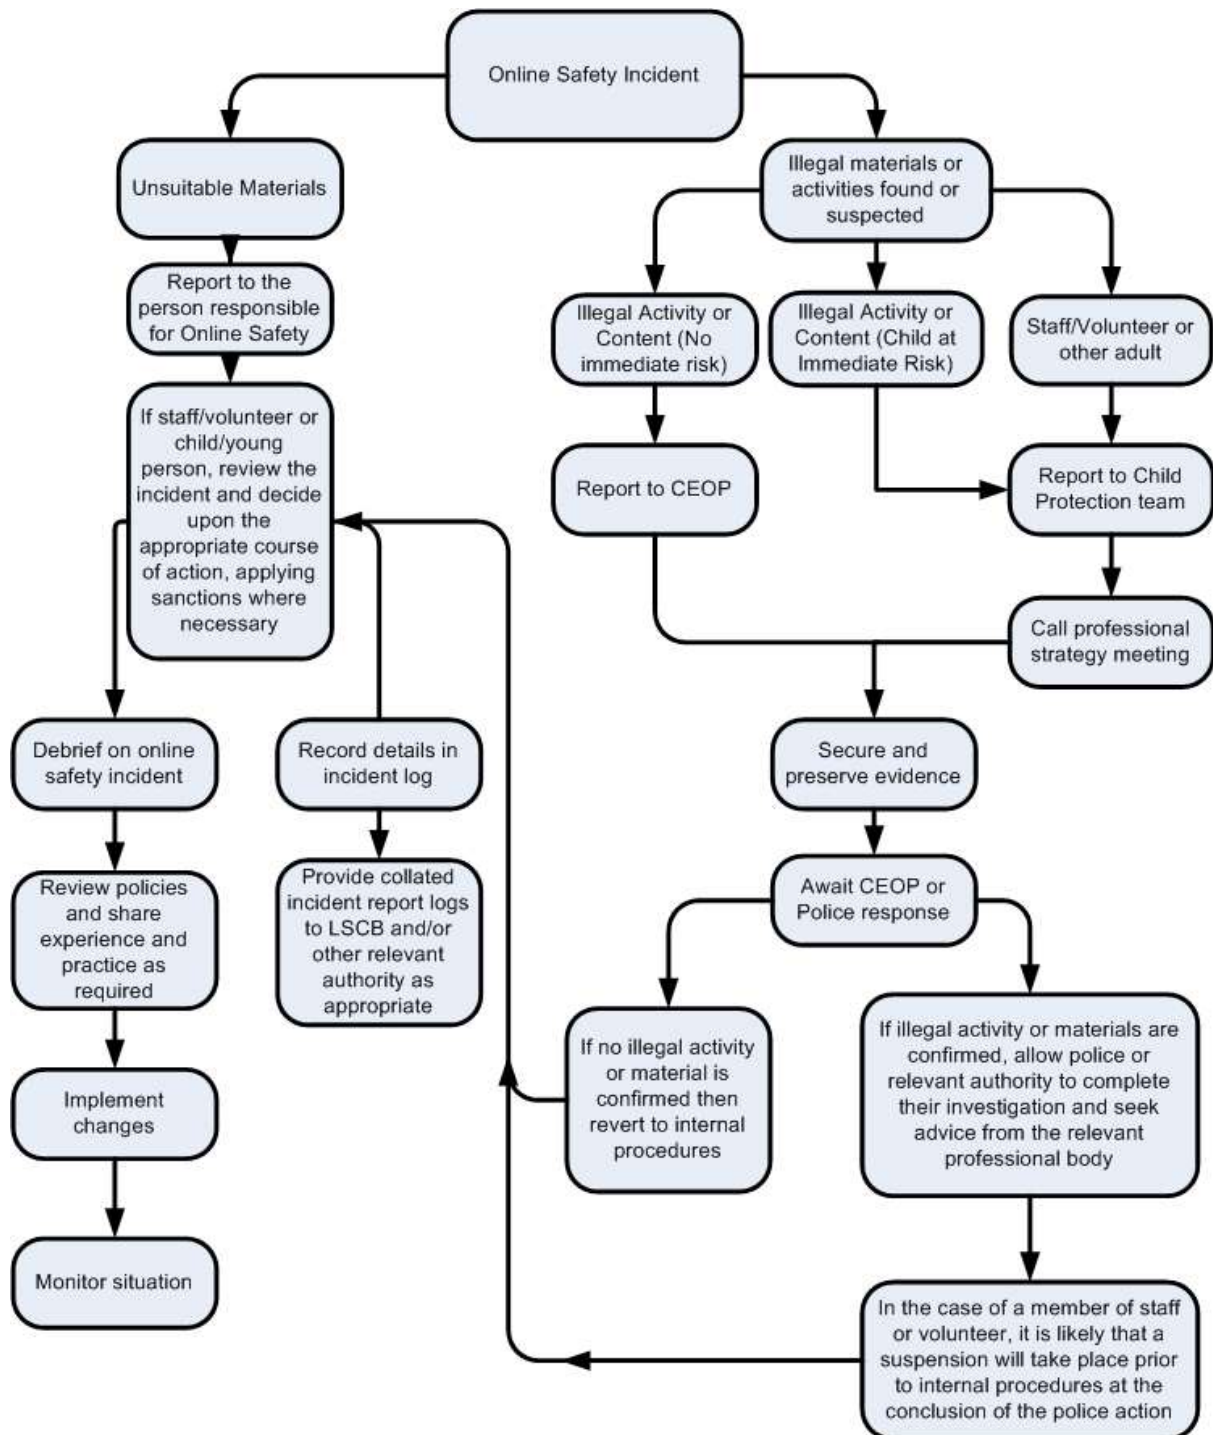 Online Safety Incident
Unsuitable Materials
Report to the
person responsible
for Online Safety
If staff/volunteer or
child/young
person, review the
incident and decide
upon the
appropriate course
of action, applying
sanctions where
necessary
Debrief on online
safety incident
Review policies
and share
experience and
practice as
required
Implement
changes
Monitor situation
Record details in
incident log
Provide collated
incident report logs
to LSCB and/or
other relevant
authority as
appropriate
Illegal materials or
activities found or
suspected
Illegal Activity or
Content (No
immediate risk)
Illegal Activity or
Content (Child at
Immediate Risk)
Staff/Volunteer or
other adult
Report to CEOP
Report to Child
Protection team
Call professional
strategy meeting
Secure and
preserve evidence
Await CEOP or
Police response
If no illegal activity
or material is
confirmed then
revert to internal
procedures
If illegal activity or materials are
confirmed, allow police or
relevant authority to complete
their investigation and seek
advice from the relevant
professional body
In the case of a member of staff
or volunteer, it is likely that a
suspension will take place prior
to internal procedures at the
conclusion of the police action